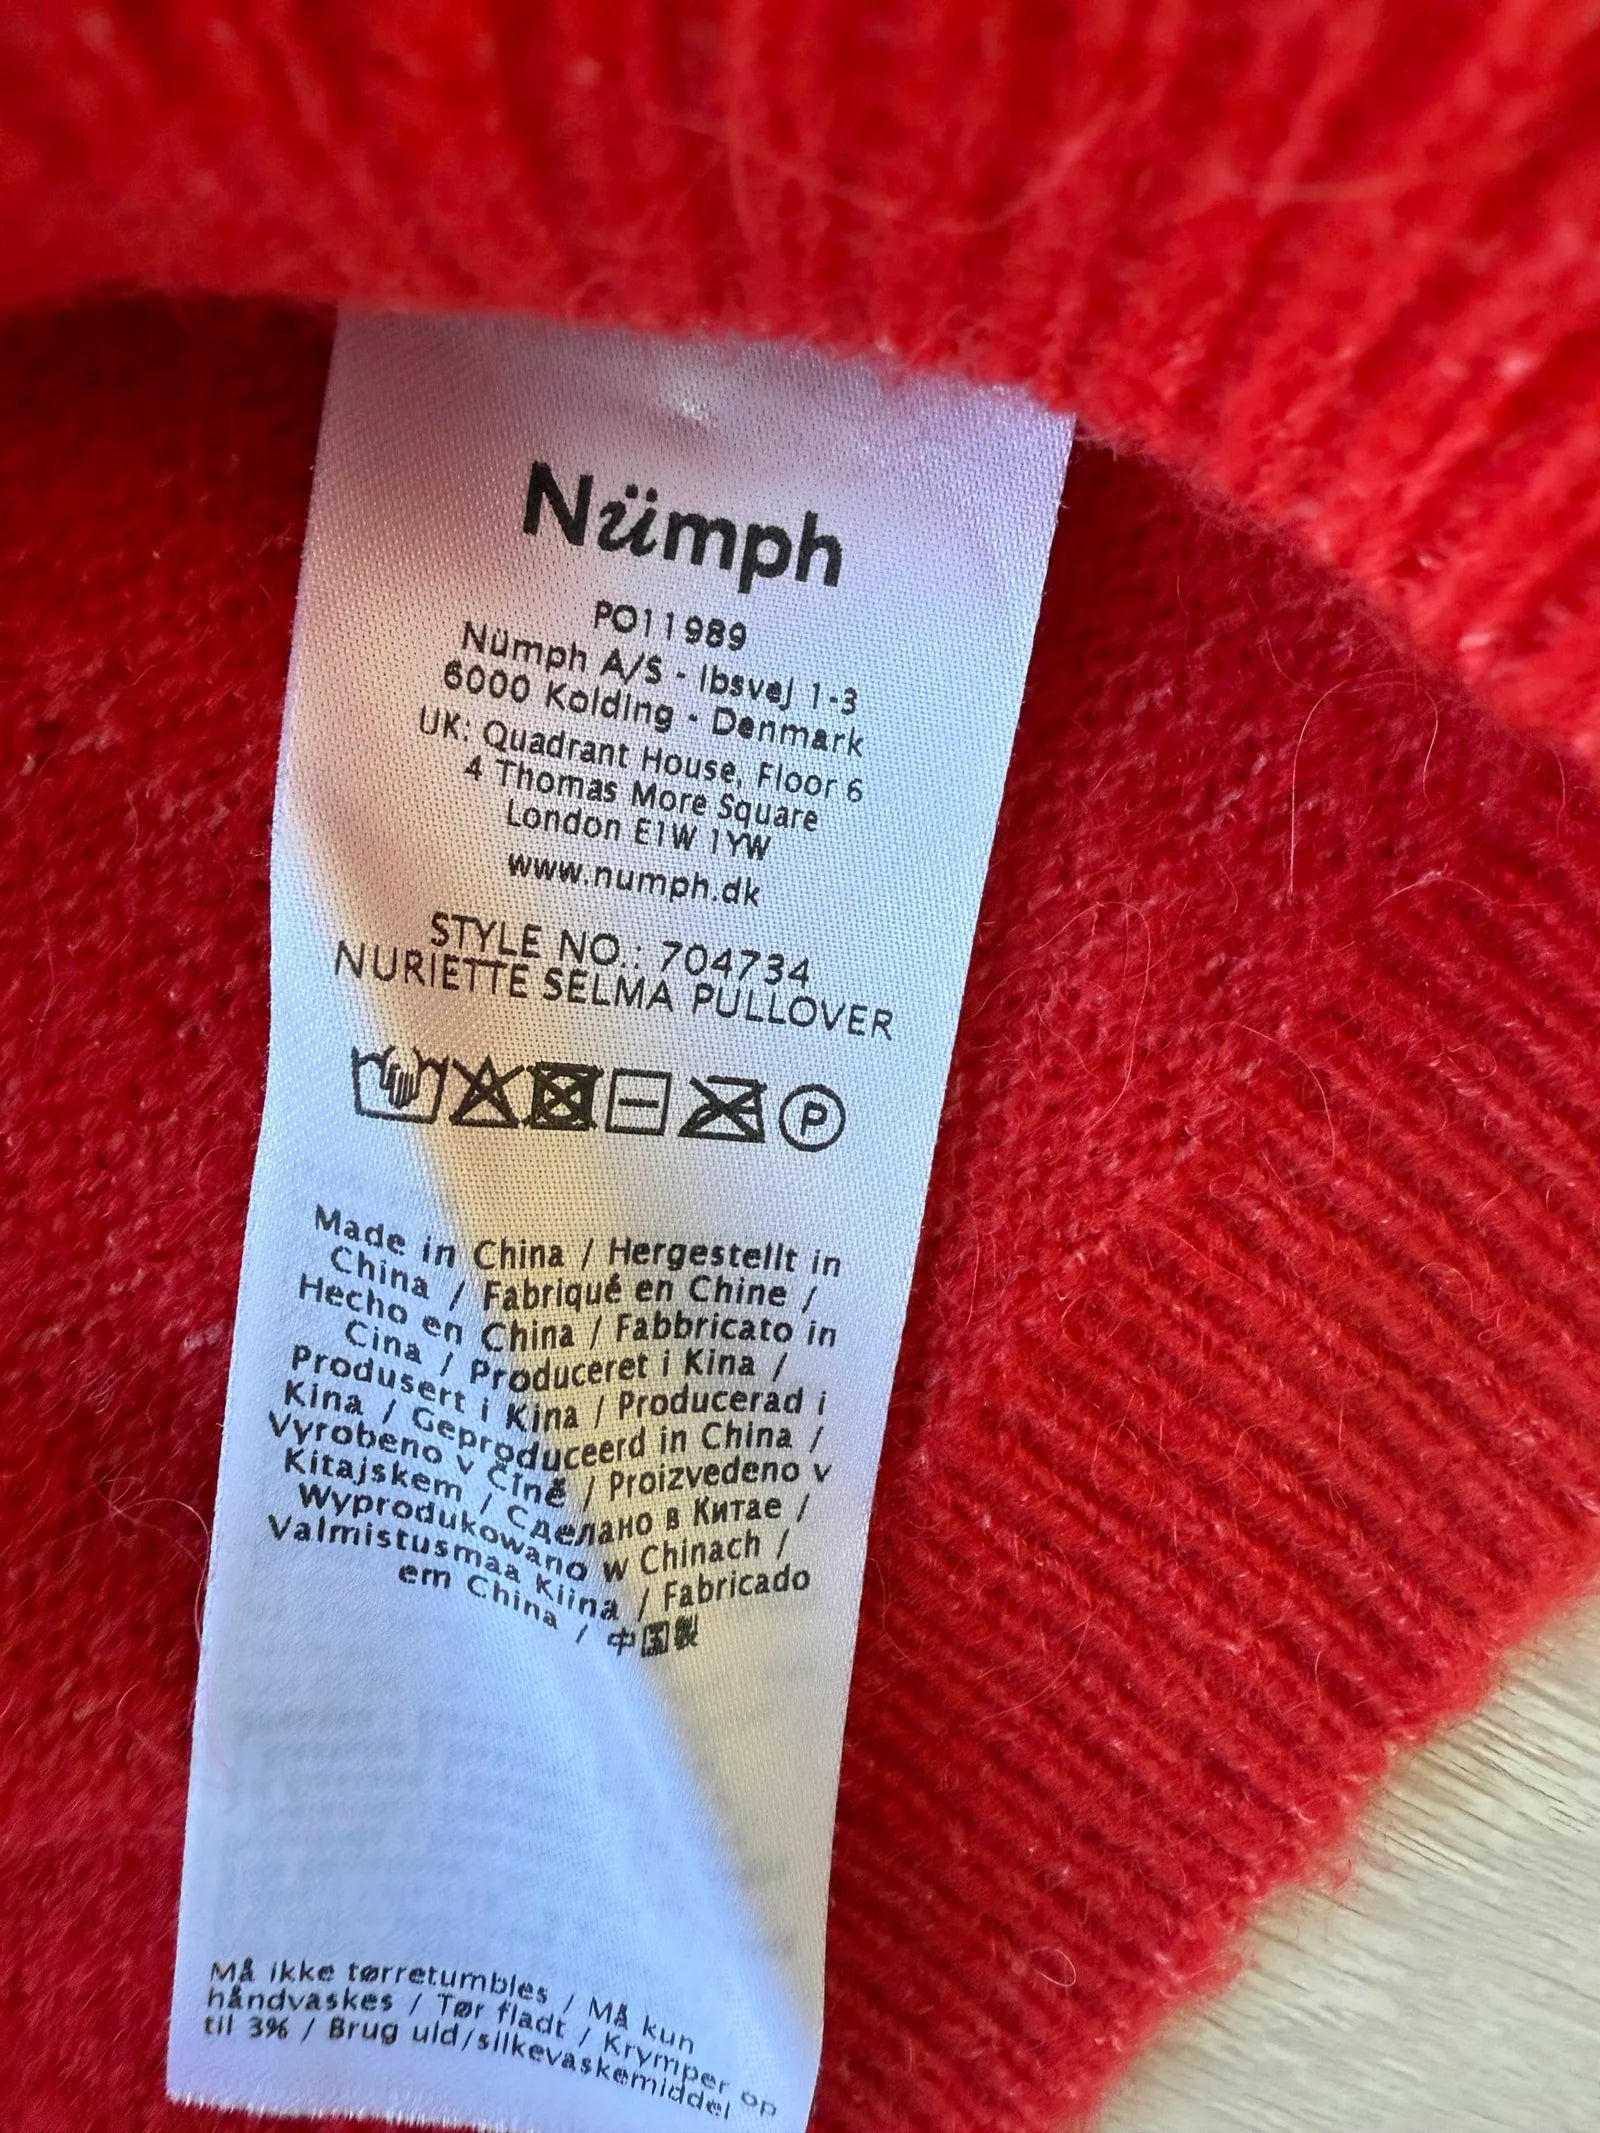 Nümph
PO11989
Nümph A/S · Ibsvej 1-3
6000 Kolding · Denmark
UK: Quadrant House, Floor 6
4 Thomas More Square
London E1W 1YW
www.numph.dk
STYLE NO.: 704734
NURIETTE SELMA PULLOVER
P
Made in China / Hergestellt in
China / Fabriqué en Chine /
Hecho en China / Fabbricato in
Cina / Produceret i Kina /
Produsert i Kina / Producerad i
Kina / Geproduceerd in China /
Vyrobeno v Číně / Proizvedeno v
Kitajskem / Сделано в Китае /
Wyprodukowano w Chinach /
Valmistusmaa Kiina / Fabricado
em China / 中国製
Må ikke tørretumbles / Må kun
håndvaskes / Tør fladt / Krymper op
til 3% / Brug uld/silkevaskemiddel